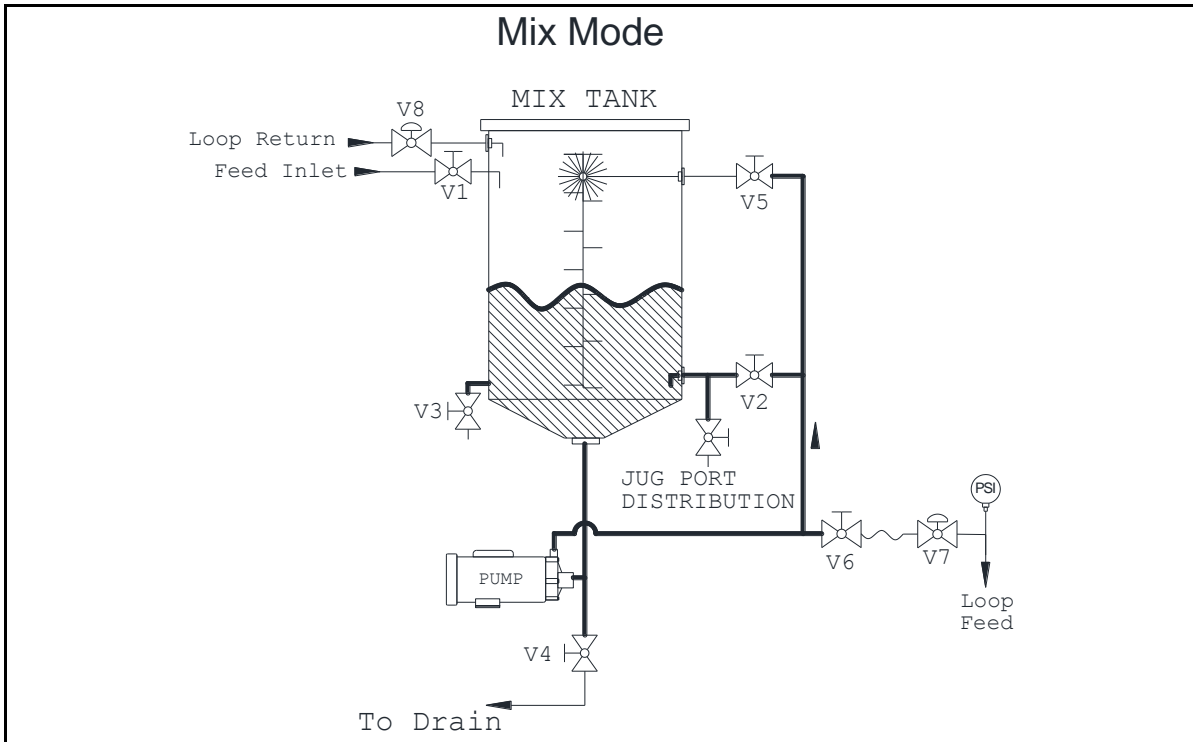 Mix Mode
MIX TANK
V8
Loop Return
Feed Inlet
V1
V5
V2
V3
JUG PORT
DISTRIBUTION
PSI
V6
V7
PUMP
Loop
Feed
V4
To Drain